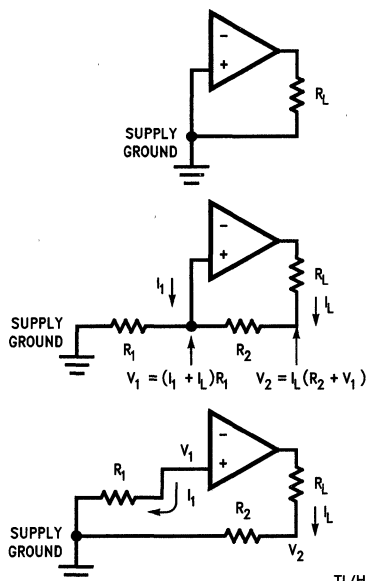 −
+
R_L
SUPPLY
GROUND
−
+
I_1
R_L
I_L
SUPPLY
GROUND
R_1
R_2
V_1 = (I_1 + I_L)R_1
V_2 = I_L(R_2 + V_1)
−
+
R_1
V_1
I_1
R_L
R_2
I_L
SUPPLY
GROUND
V_2
TL/H